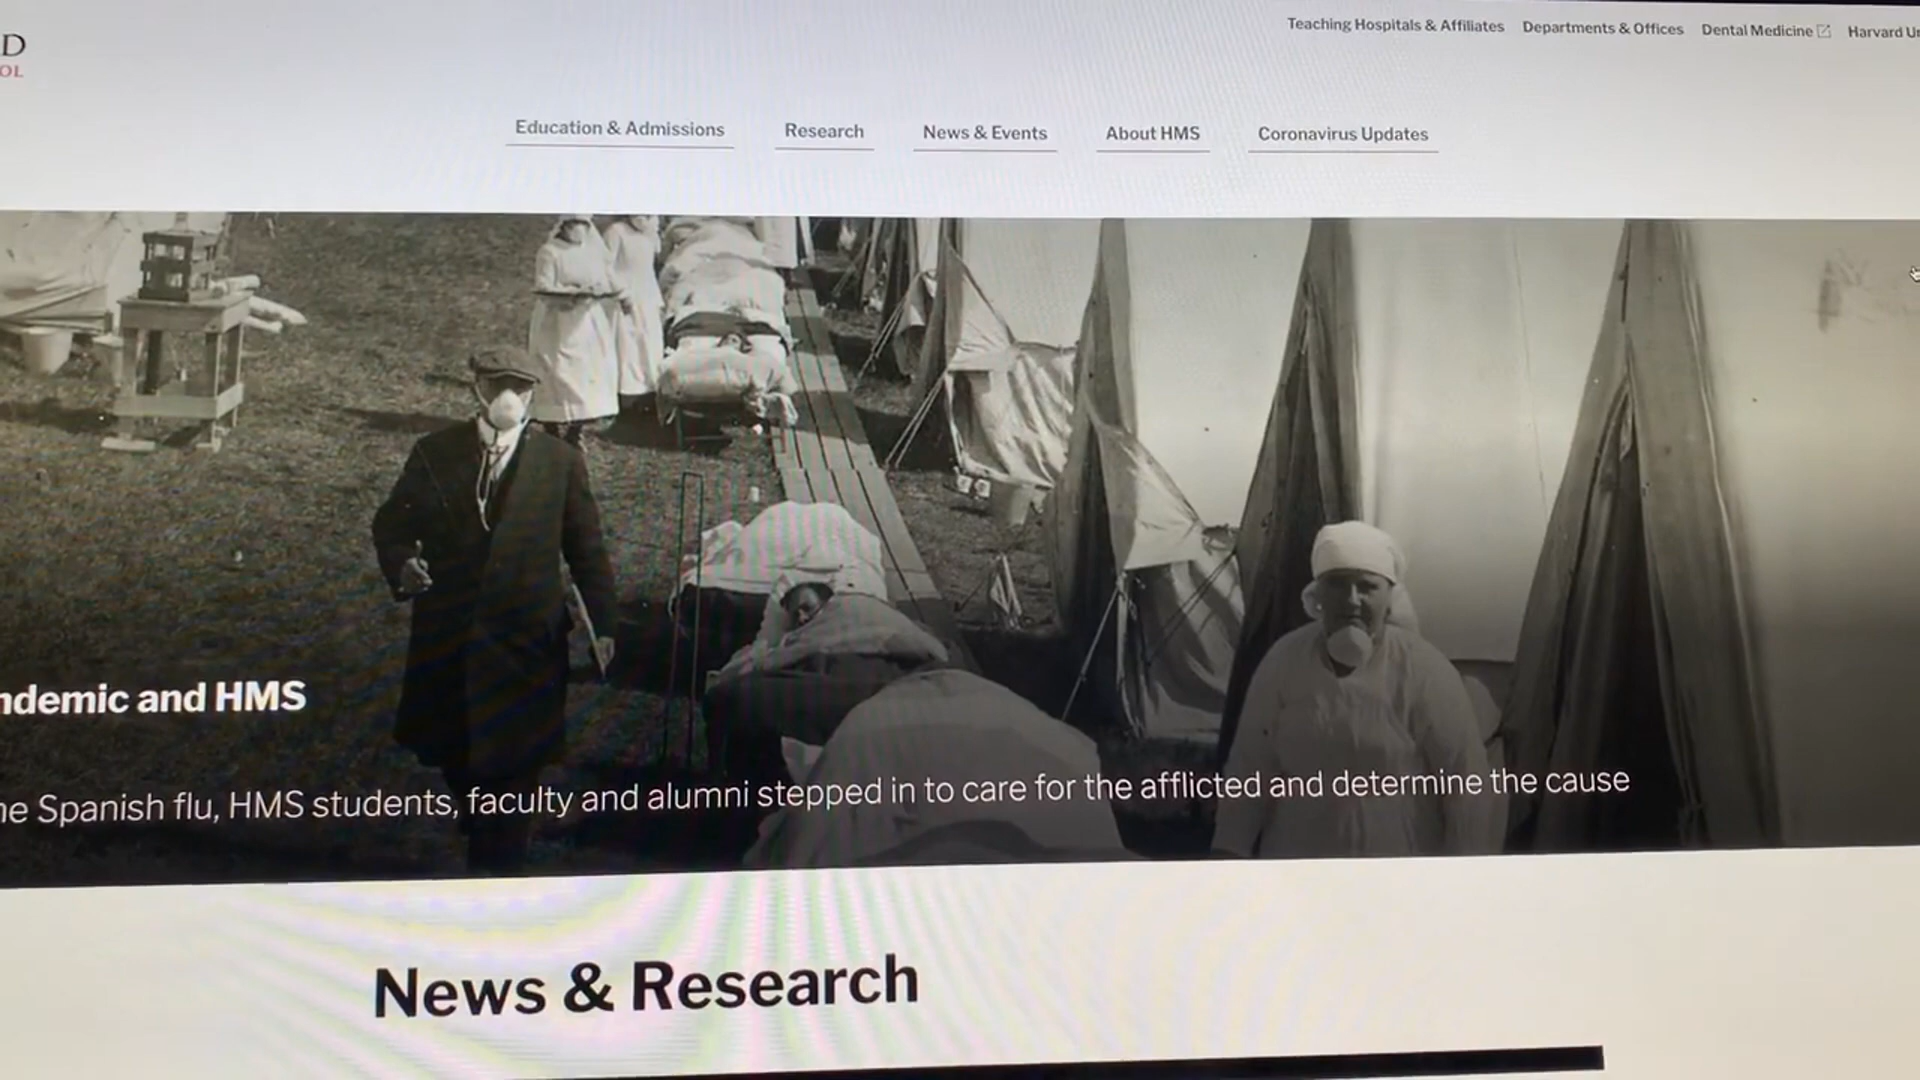 Teaching Hospitals & Affiliates Departments & Offices Dental Medicine Harvard
D
OL
Education & Admissions Research News & Events About HMS Coronavirus Updates
ndemic and HMS
he Spanish flu, HMS students, faculty and alumni stepped in to care for the afflicted and determine the cause
News & Research